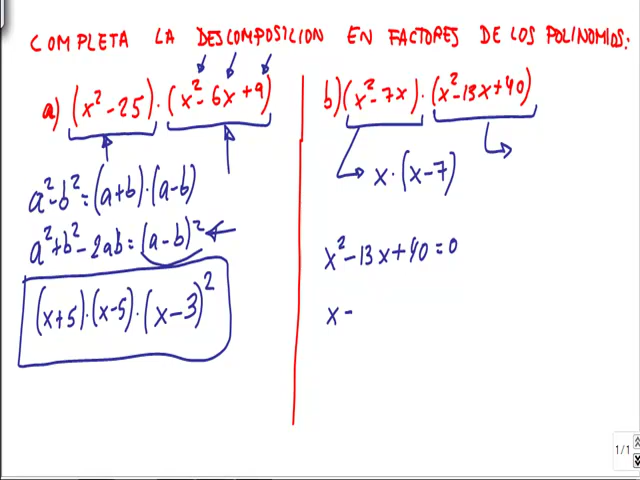 COMPLETA LA DESCOMPOSICION EN FACTORES DE LOS POLINOMIOS:
a) (x² - 25) · (x² - 6x + 9)
a² - b² = (a + b) · (a - b)
a² + b² - 2ab = (a - b)²
(x + 5) · (x - 5) · (x - 3)²
b) (x² - 7x) · (x² - 13x + 40)
x · (x - 7)
x² - 13x + 40 = 0
x -
1/1